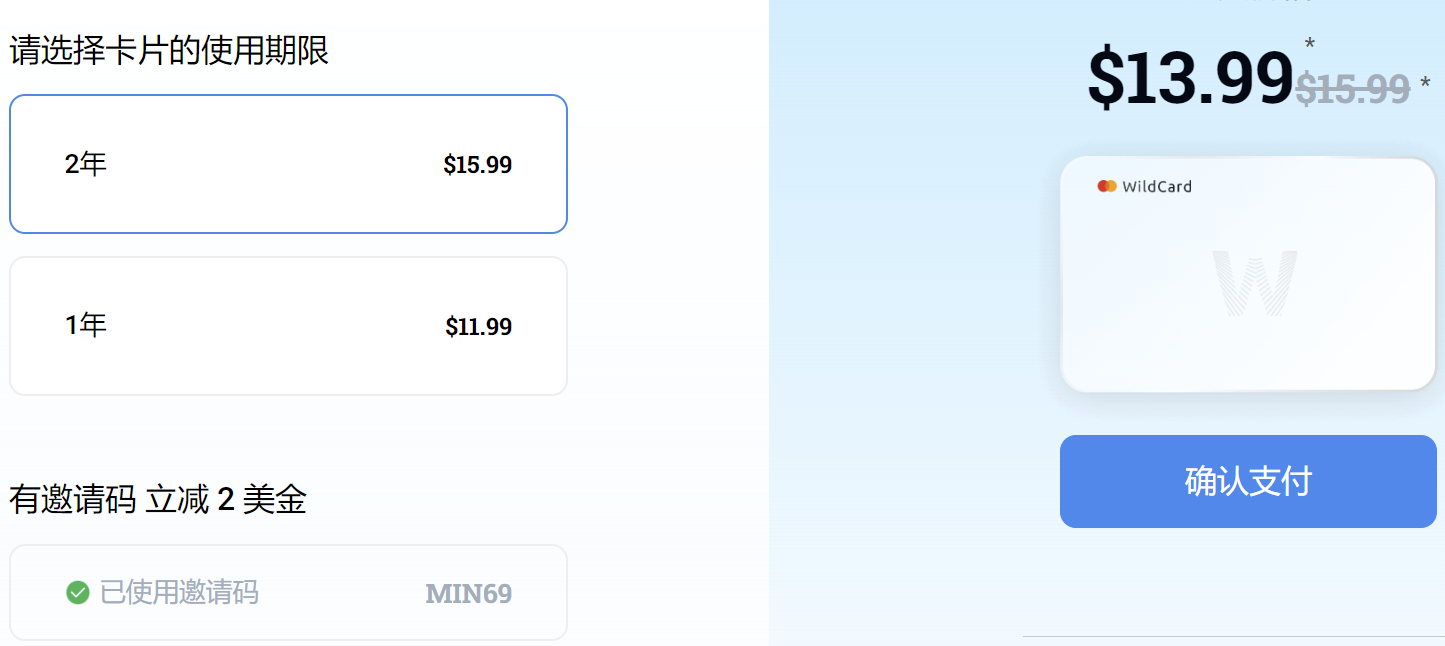 请选择卡片的使用期限
2年
$15.99
1年
$11.99
有邀请码 立减 2 美金
已使用邀请码
MIN69
$13.99*
$15.99 *
WildCard
W
确认支付